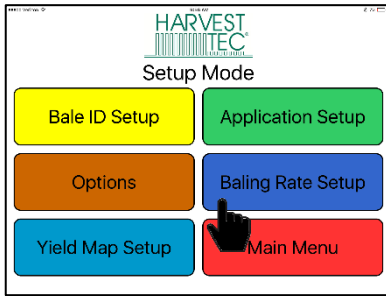 HARVEST
TEC
Setup Mode
Bale ID Setup
Application Setup
Options
Baling Rate Setup
Yield Map Setup
Main Menu